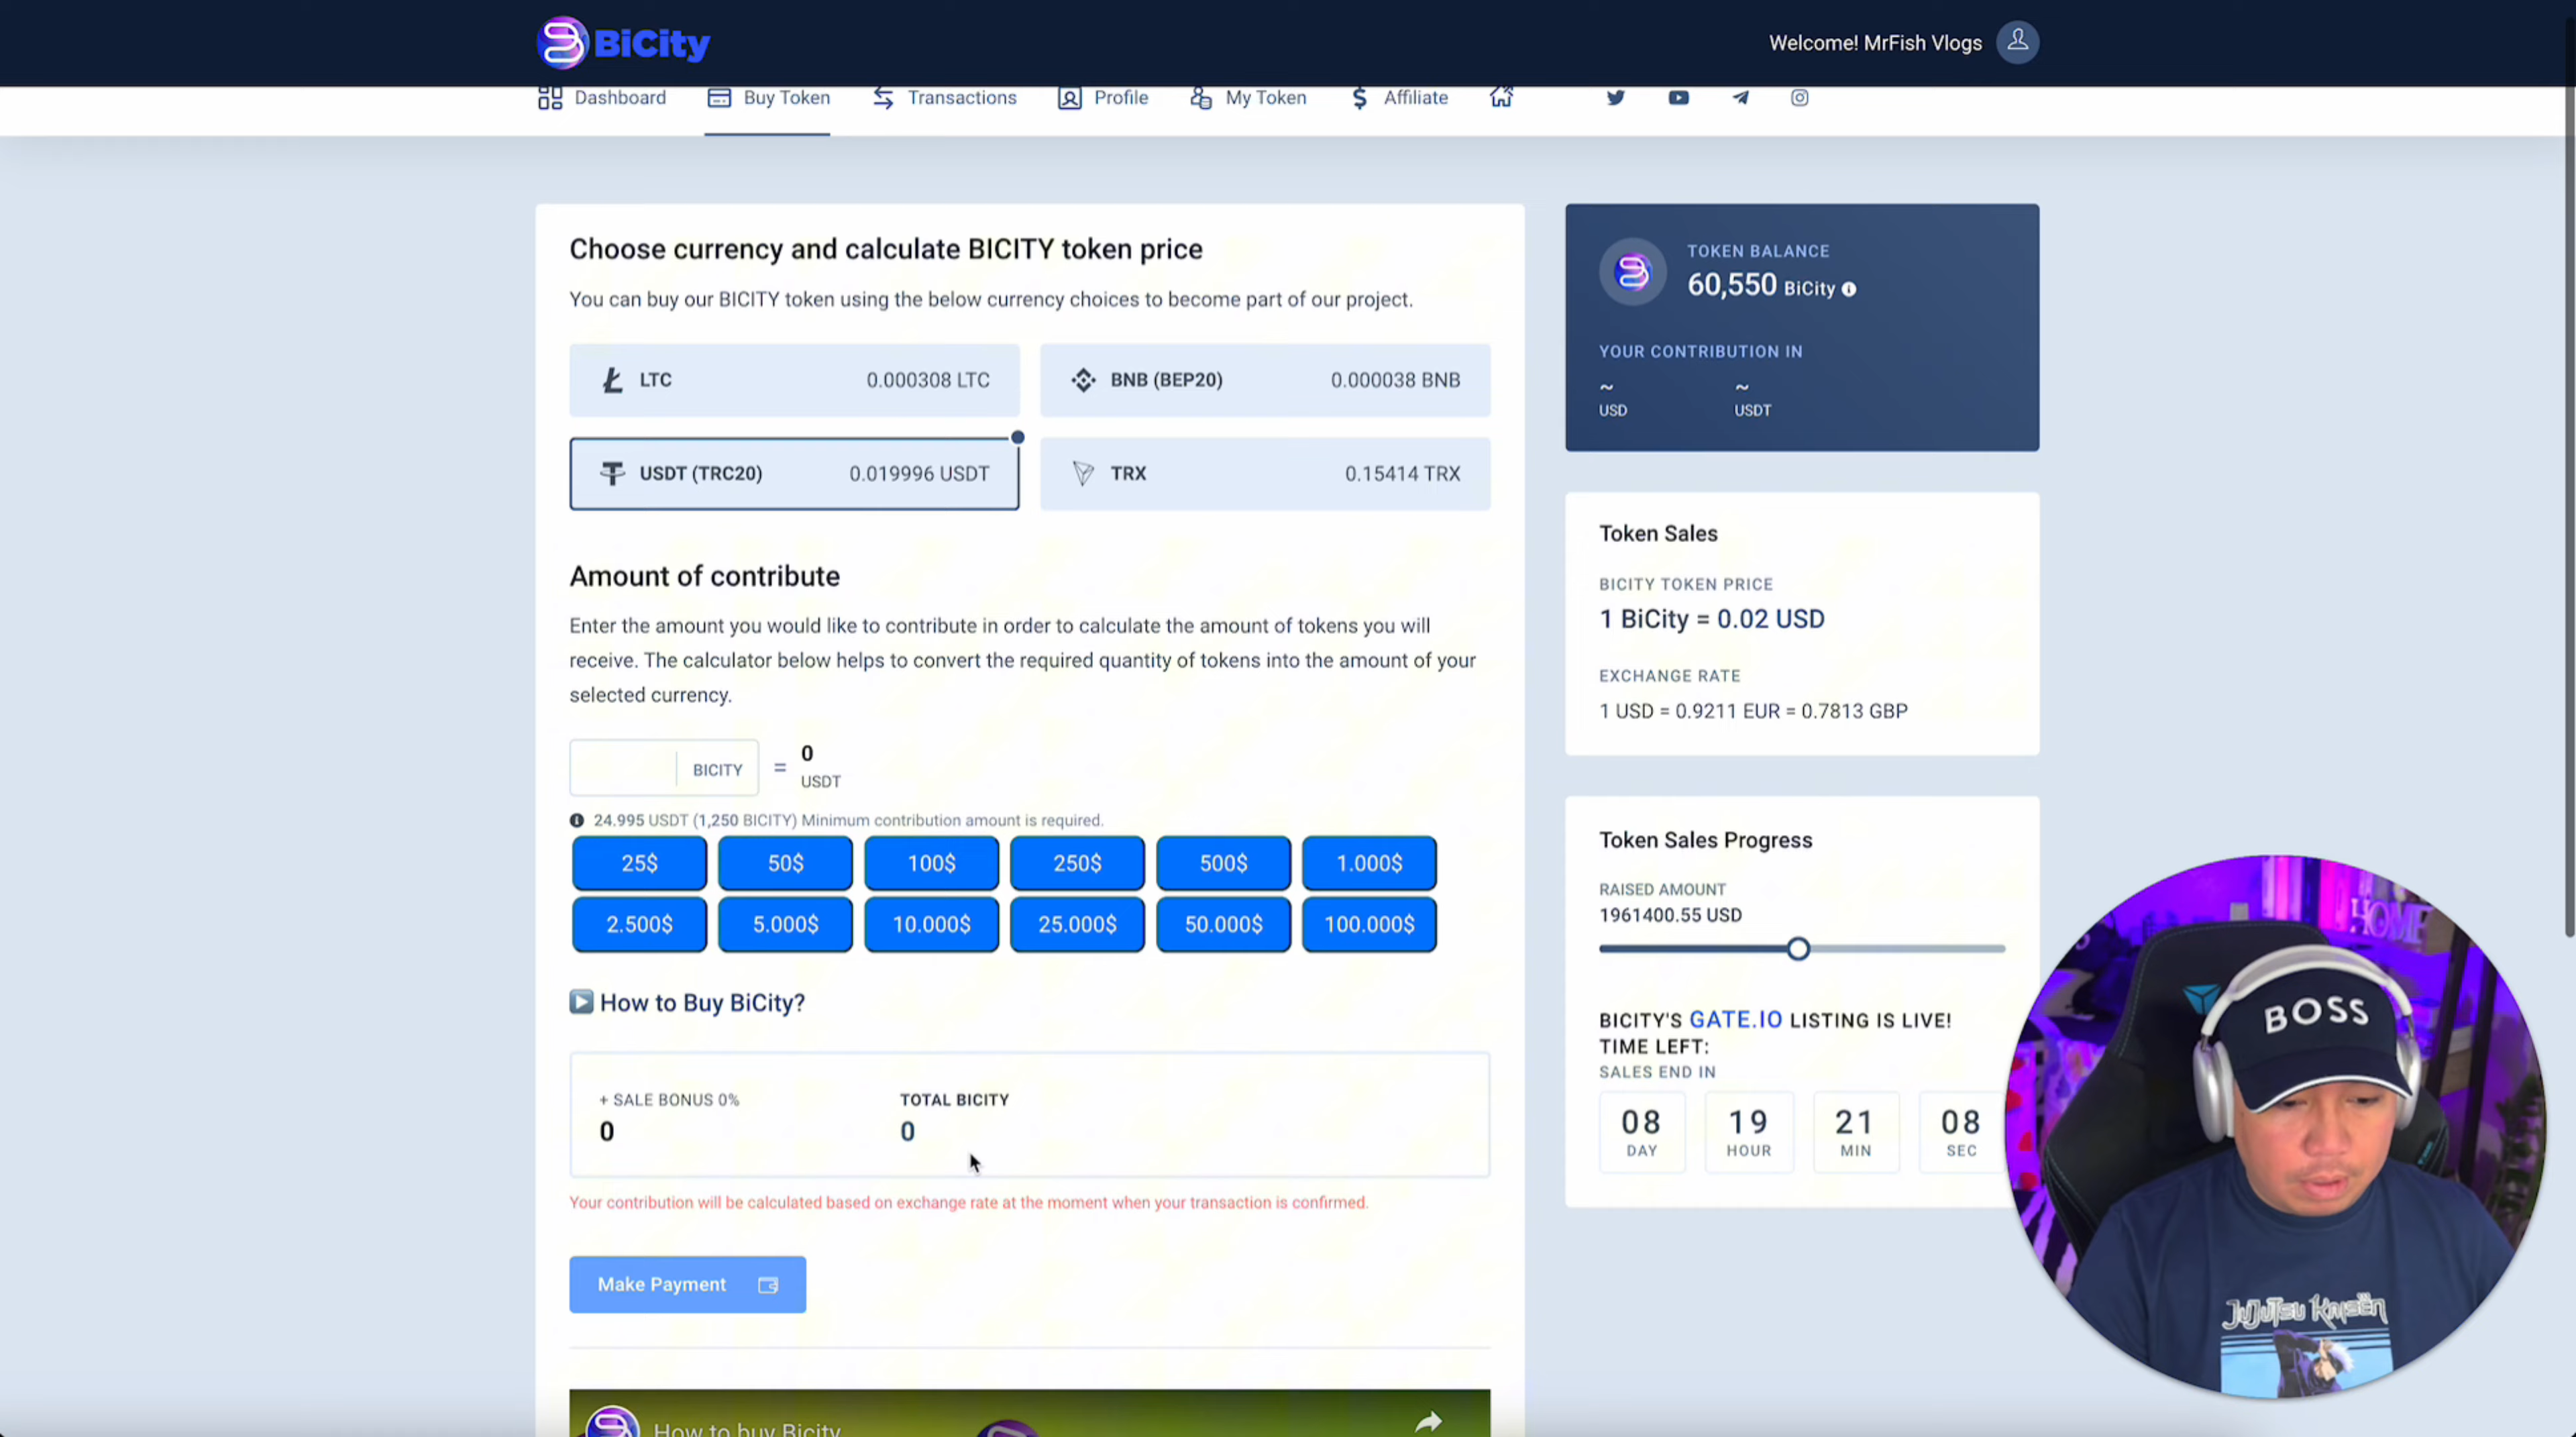 BiCity
Welcome! MrFish Vlogs
Dashboard
Buy Token
Transactions
Profile
My Token
Affiliate
Choose currency and calculate BICITY token price
You can buy our BICITY token using the below currency choices to become part of our project.
LTC 0.000308 LTC
BNB (BEP20) 0.000038 BNB
USDT (TRC20) 0.019996 USDT
TRX 0.15414 TRX
Amount of contribute
Enter the amount you would like to contribute in order to calculate the amount of tokens you will
receive. The calculator below helps to convert the required quantity of tokens into the amount of your
selected currency.
BICITY = 0
USDT
24.995 USDT (1,250 BICITY) Minimum contribution amount is required.
25$ 50$ 100$ 250$ 500$ 1.000$
2.500$ 5.000$ 10.000$ 25.000$ 50.000$ 100.000$
How to Buy BiCity?
+ SALE BONUS 0%
0
TOTAL BICITY
0
Your contribution will be calculated based on exchange rate at the moment when your transaction is confirmed.
Make Payment
How to buy Bicity
TOKEN BALANCE
60,550 BiCity
YOUR CONTRIBUTION IN
~ ~
USD USDT
Token Sales
BICITY TOKEN PRICE
1 BiCity = 0.02 USD
EXCHANGE RATE
1 USD = 0.9211 EUR = 0.7813 GBP
Token Sales Progress
RAISED AMOUNT
1961400.55 USD
BICITY'S GATE.IO LISTING IS LIVE!
TIME LEFT:
SALES END IN
08 19 21 08
DAY HOUR MIN SEC
HOME
BOSS
JUJUTSU KAISEN